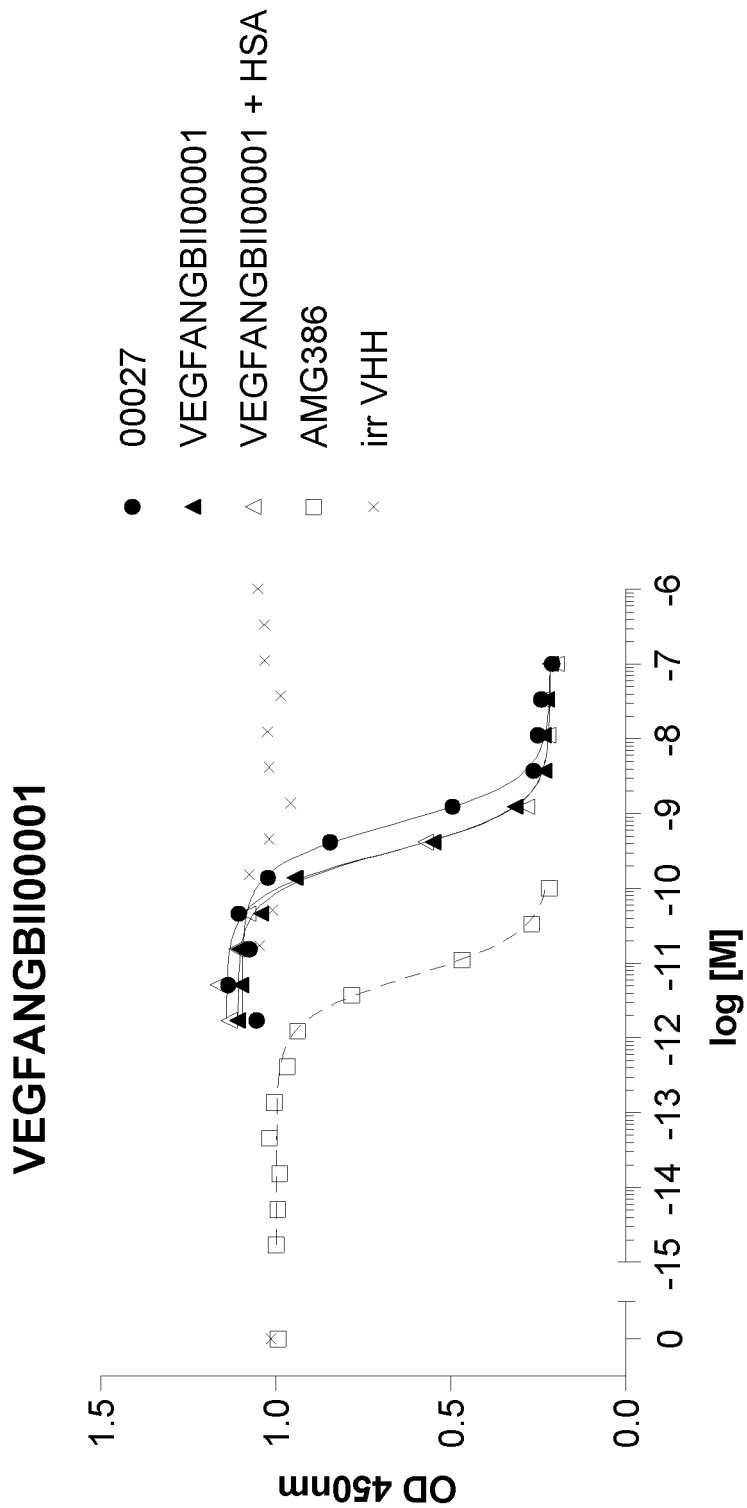 VEGFANGBII00001
1.5
1.0
0.5
0.0
OD 450nm
0
-15
-14
-13
-12
-11
-10
-9
-8
-7
-6
log [M]
00027
VEGFANGBII00001
VEGFANGBII00001 + HSA
AMG386
irr VHH